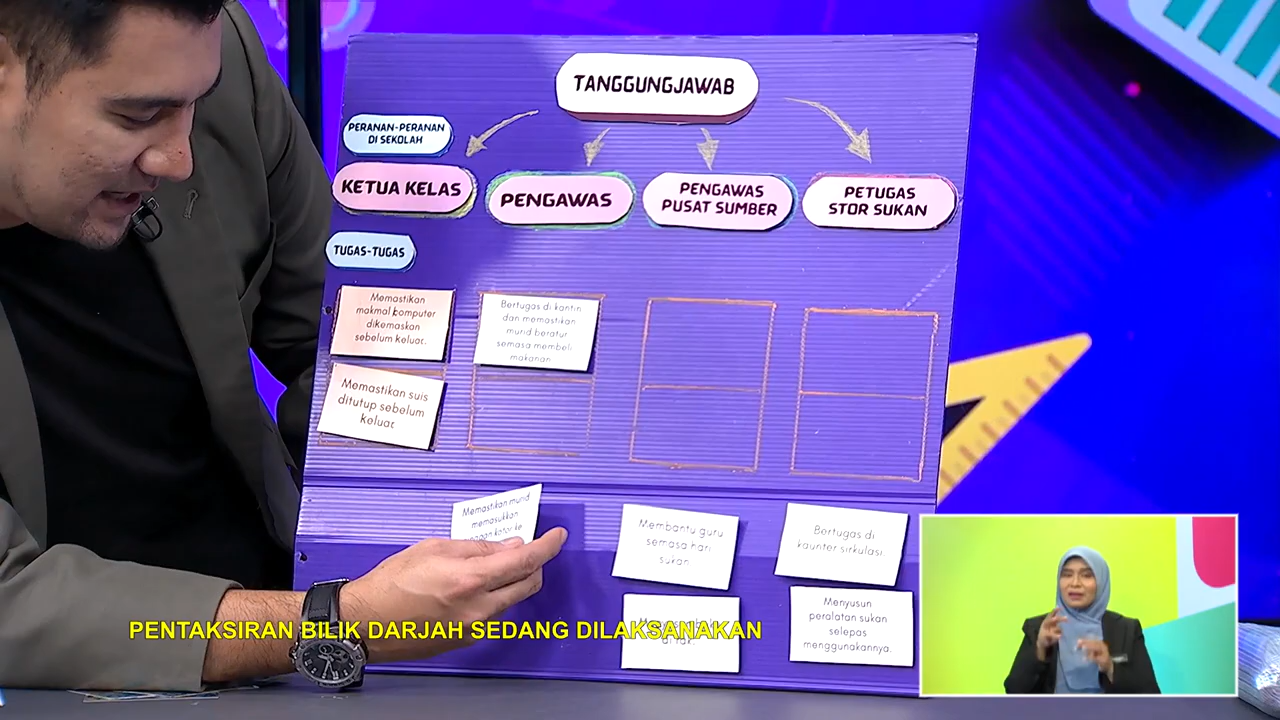 TANGGUNGJAWAB
PERANAN-PERANAN
DI SEKOLAH
KETUA KELAS
PENGAWAS
PENGAWAS
PUSAT SUMBER
PETUGAS
STOR SUKAN
TUGAS-TUGAS
Memastikan
makmal komputer
dikemaskan
sebelum keluar.
Bertugas di kantin
dan memastikan
murid beratur
semasa membeli
makanan
Memastikan suis
ditutup sebelum
keluar
Memastikan murid
memasukkan
kotor ke
Membantu guru
semasa hari
sukan
Bertugas di
kaunter sirkulasi.
Menyusun
peralatan sukan
selepas
menggunakannya.
PENTAKSIRAN BILIK DARJAH SEDANG DILAKSANAKAN